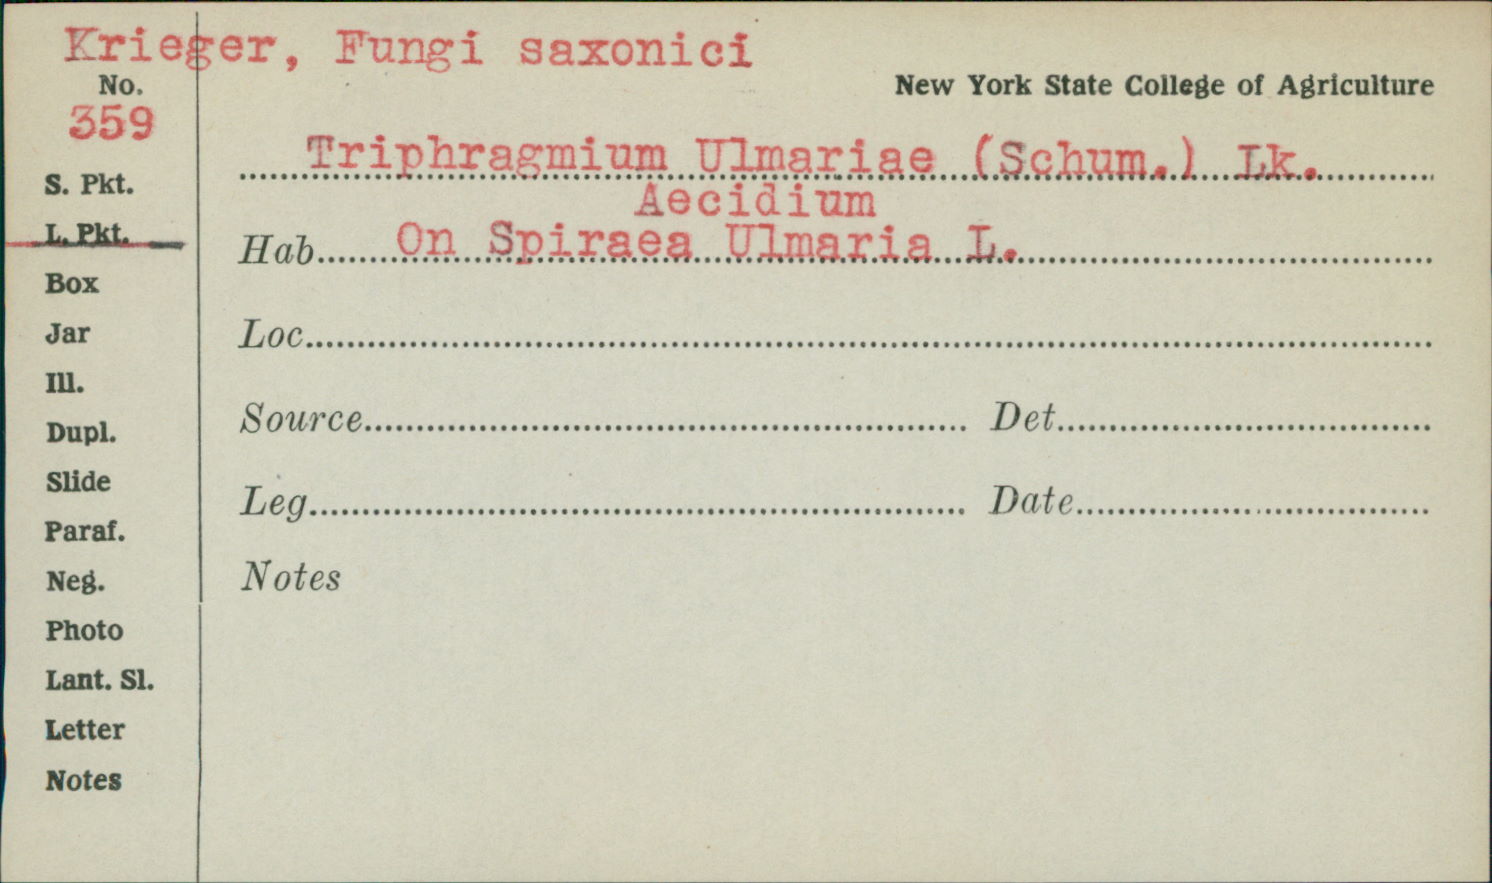 Krieger, Fungi saxonici
No.
New York State College of Agriculture
359
Triphragmium Ulmariae (Schum.) Lk.
S. Pkt.
Aecidium
L. Pkt.
Hab. On Spiraea Ulmaria L.
Box
Jar
Loc.
Ill.
Dupl.
Source
Det.
Slide
Leg.
Date
Paraf.
Neg.
Notes
Photo
Lant. Sl.
Letter
Notes